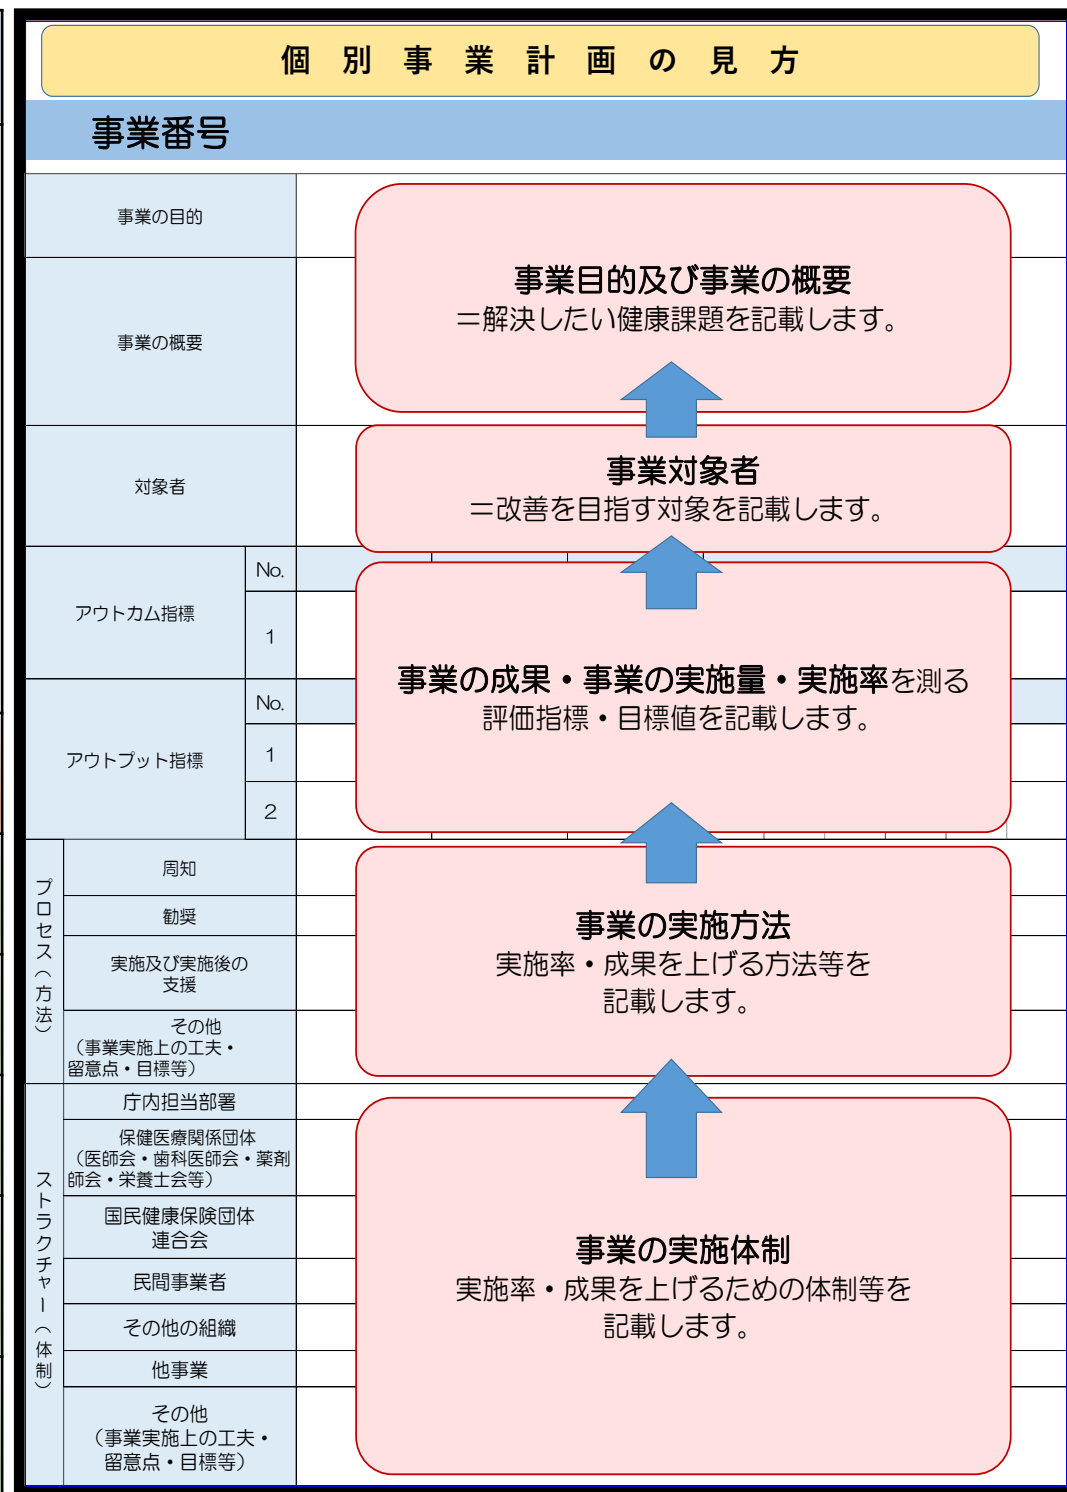 個別事業計画の見方
事業番号
事業の目的
事業の概要
事業目的及び事業の概要
＝解決したい健康課題を記載します。
対象者
事業対象者
＝改善を目指す対象を記載します。
アウトカム指標
No.
1
アウトプット指標
No.
1
2
事業の成果・事業の実施量・実施率を測る
評価指標・目標値を記載します。
プロセス（方法）
周知
勧奨
実施及び実施後の
支援
その他
（事業実施上の工夫・
留意点・目標等）
事業の実施方法
実施率・成果を上げる方法等を
記載します。
ストラクチャー（体制）
庁内担当部署
保健医療関係団体
（医師会・歯科医師会・薬剤
師会・栄養士会等）
国民健康保険団体
連合会
民間事業者
その他の組織
他事業
その他
（事業実施上の工夫・
留意点・目標等）
事業の実施体制
実施率・成果を上げるための体制等を
記載します。